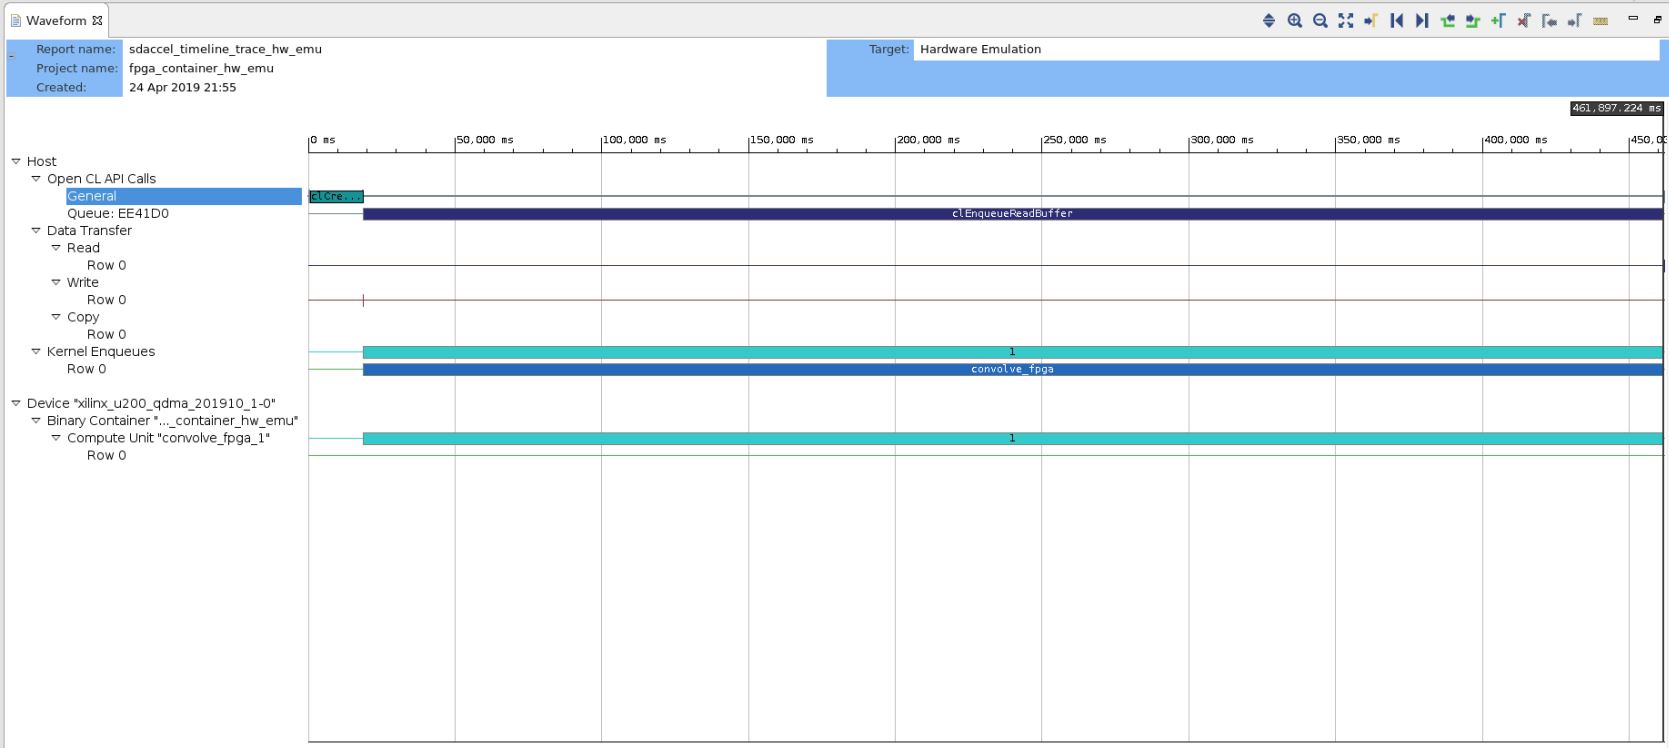 Waveform
Report name: sdaccel_timeline_trace_hw_emu Target: Hardware Emulation
Project name: fpga_container_hw_emu
Created: 24 Apr 2019 21:55
461,897.224 ms
0 ms 50,000 ms 100,000 ms 150,000 ms 200,000 ms 250,000 ms 300,000 ms 350,000 ms 400,000 ms 450,0
Host
Open CL API Calls
General clCre...
Queue: EE41D0 clEnqueueReadBuffer
Data Transfer
Read
Row 0
Write
Row 0
Copy
Row 0
Kernel Enqueues 1
Row 0 convolve_fpga
Device "xilinx_u200_qdma_201910_1-0"
Binary Container "..._container_hw_emu"
Compute Unit "convolve_fpga_1" 1
Row 0